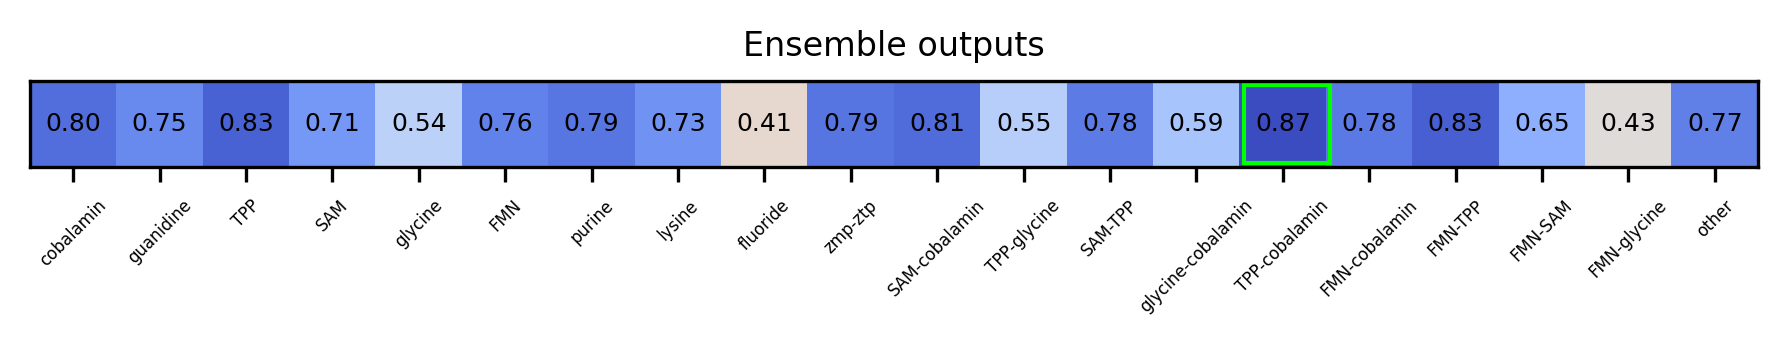 Ensemble outputs
0.80 0.75 0.83 0.71 0.54 0.76 0.79 0.73 0.41 0.79 0.81 0.55 0.78 0.59 0.87 0.78 0.83 0.65 0.43 0.77
cobalamin guanidine TPP SAM glycine FMN purine lysine fluoride zmp-ztp SAM-cobalamin TPP-glycine SAM-TPP glycine-cobalamin TPP-cobalamin FMN-cobalamin FMN-TPP FMN-SAM FMN-glycine other